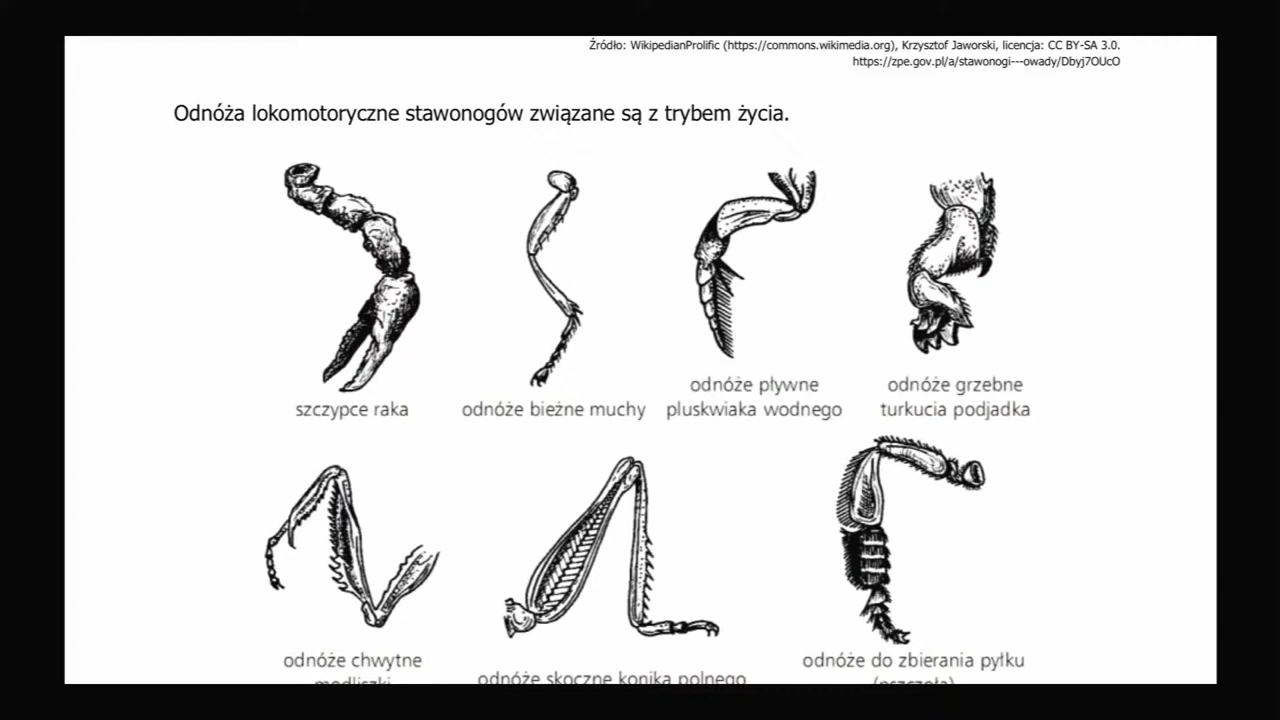 Źródło: WikipedianProlific (https://commons.wikimedia.org), Krzysztof Jaworski, licencja: CC BY-SA 3.0.
https://zpe.gov.pl/a/stawonogi---owady/Dbyj7OUcO
Odnóża lokomotoryczne stawonogów związane są z trybem życia.
szczypce raka
odnóże bieżne muchy
odnóże pływne
pluskwiaka wodnego
odnóże grzebne
turkucia podjadka
odnóże chwytne
modliszki
odnóże skoczne konika polnego
odnóże do zbierania pyłku
(pszczoła)